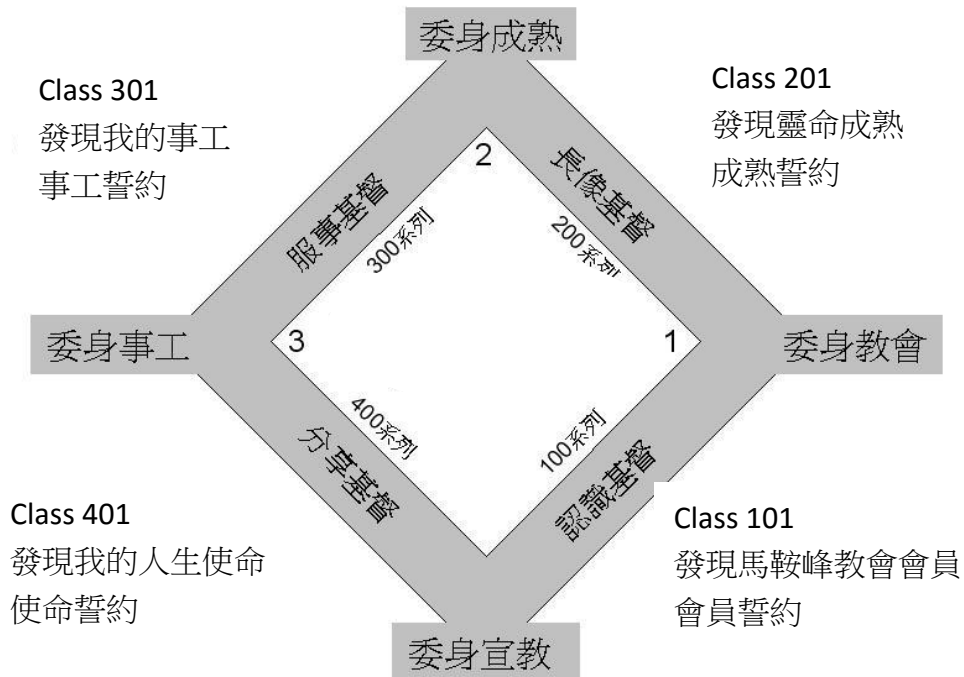 委身成熟
Class 301
發現我的事工
事工誓約
Class 201
發現靈命成熟
成熟誓約
2
服事基督
300系列
長像基督
200系列
委身事工
3
1
委身教會
400系列
分享基督
100系列
認識基督
Class 401
發現我的人生使命
使命誓約
Class 101
發現馬鞍峰教會會員
會員誓約
委身宣教